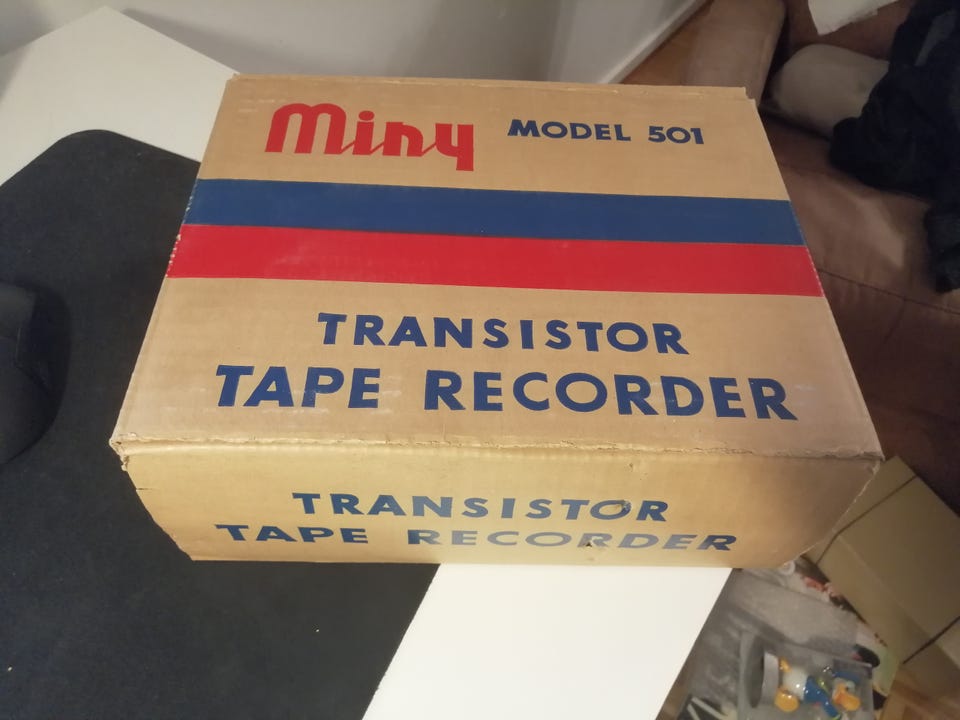 Miny MODEL 501
TRANSISTOR
TAPE RECORDER
TRANSISTOR
TAPE RECORDER